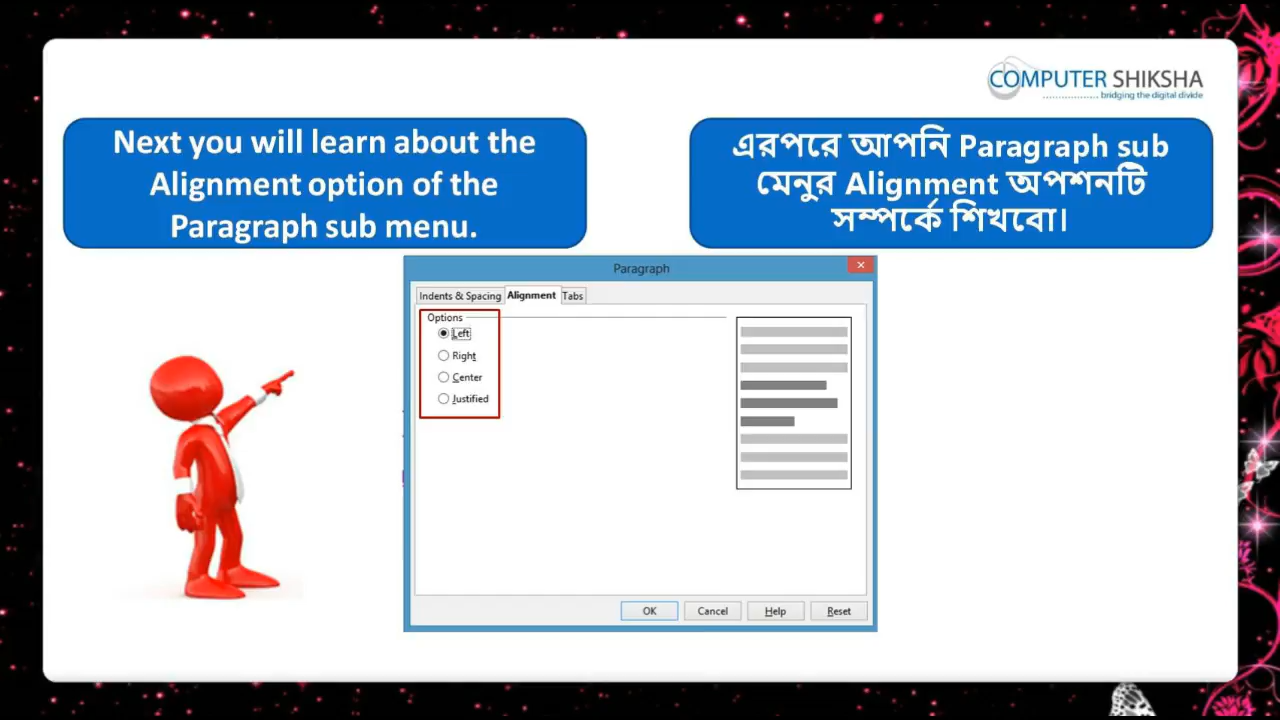 COMPUTER SHIKSHA
bridging the digital divide
Next you will learn about the
Alignment option of the
Paragraph sub menu.
এরপরে আপনি Paragraph sub
মেনুর Alignment অপশনটি
সম্পর্কে শিখবো।
Paragraph
Indents & Spacing Alignment Tabs
Options
Left
Right
Center
Justified
OK Cancel Help Reset